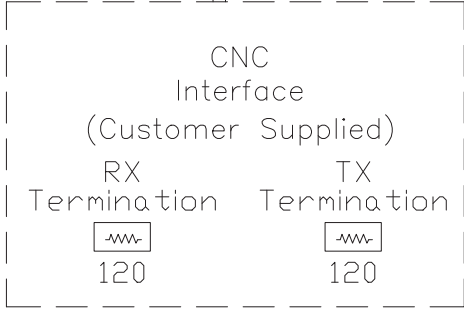 CNC
Interface
(Customer Supplied)
RX TX
Termination Termination
120 120